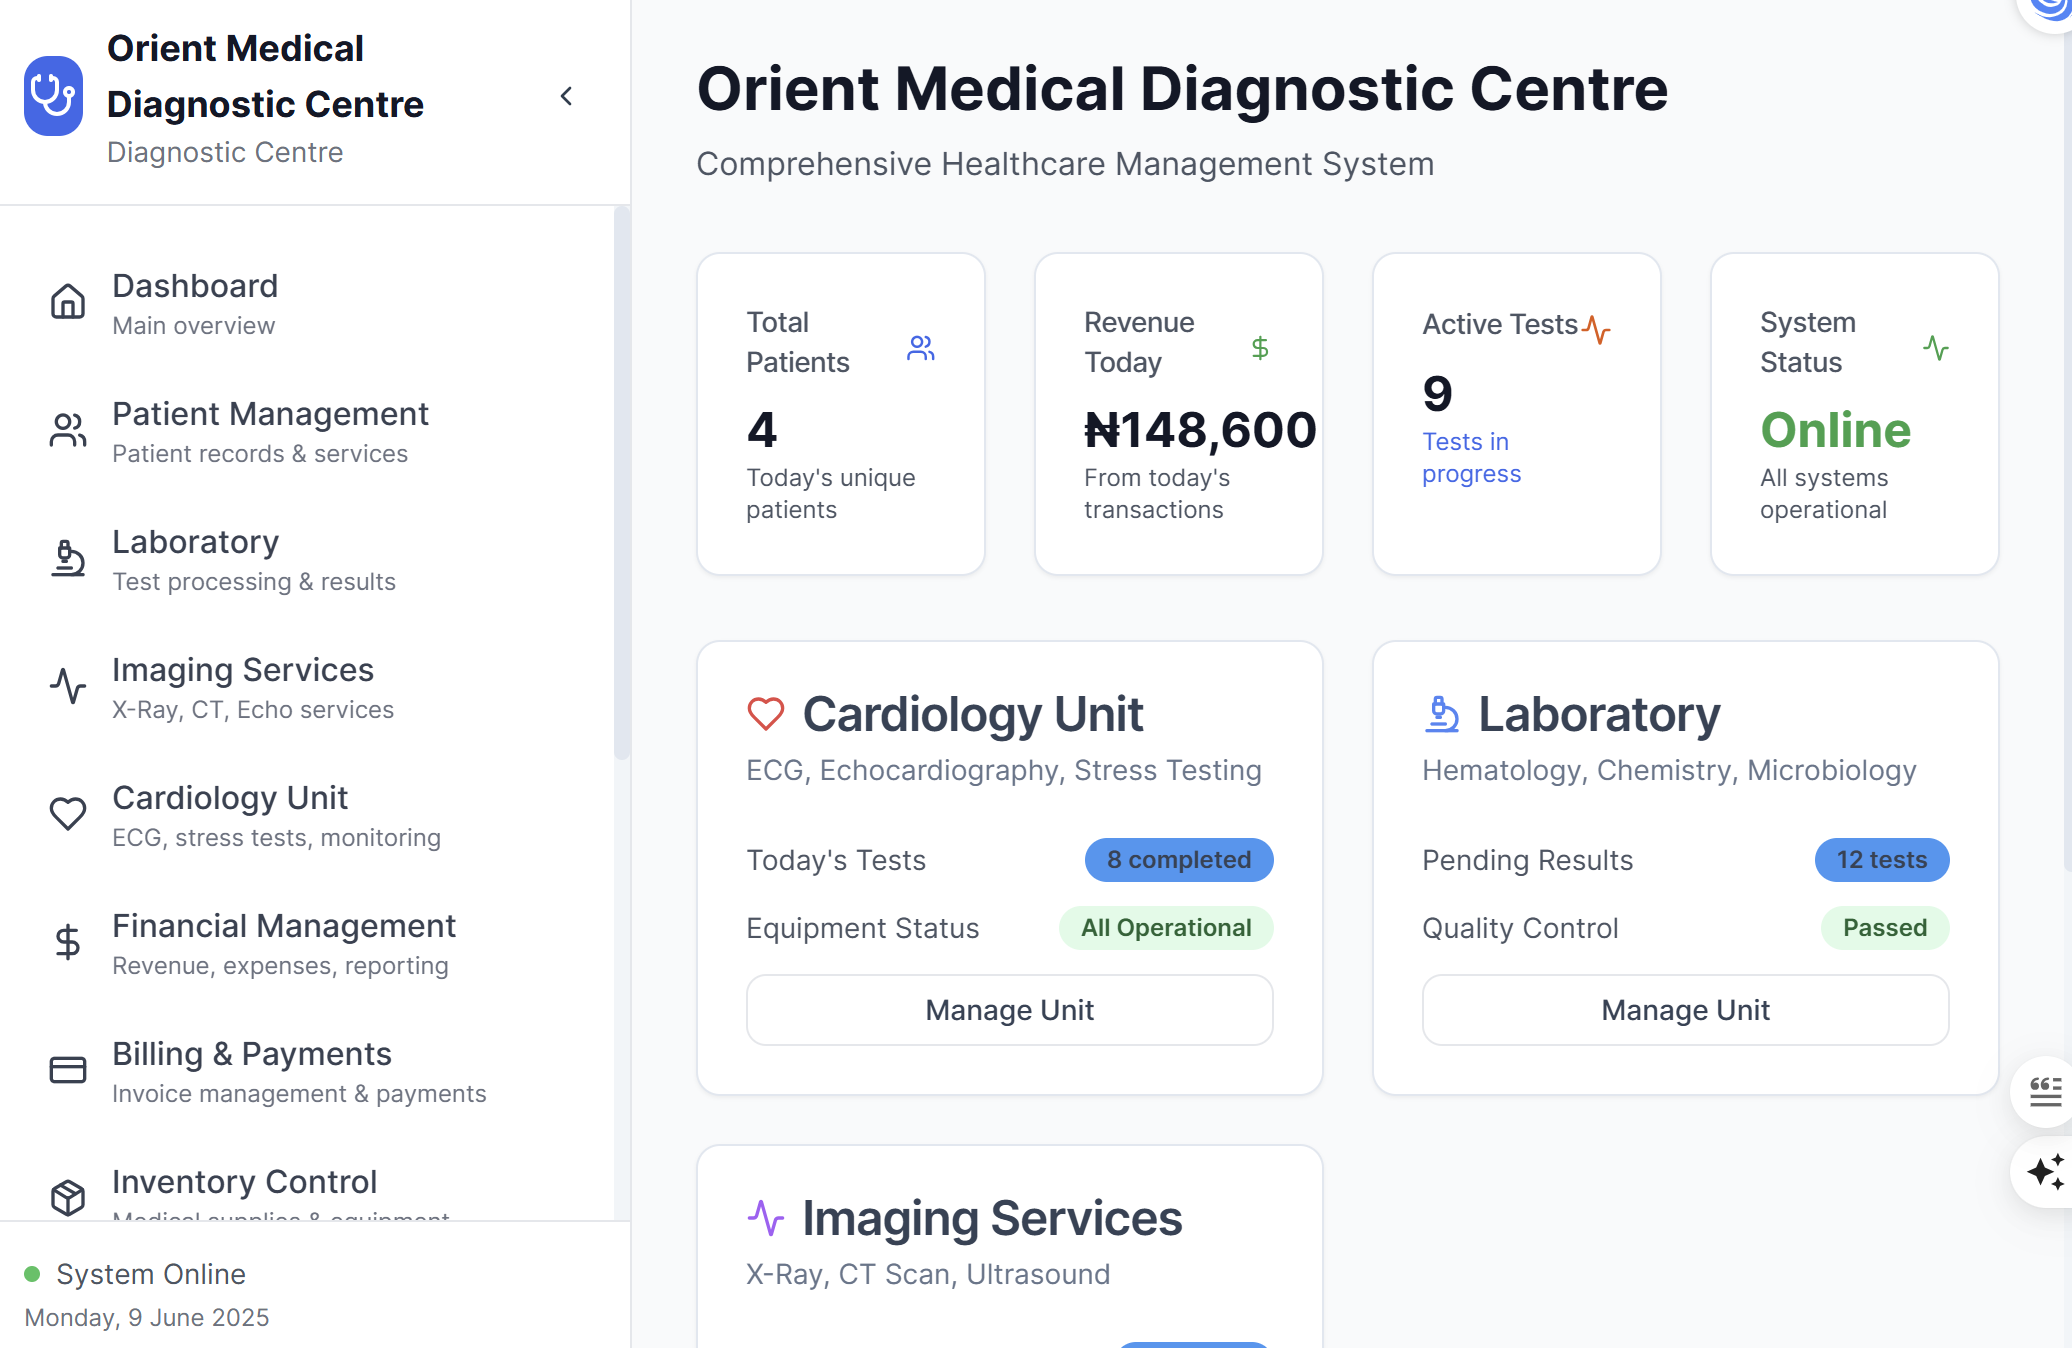 Orient Medical
Diagnostic Centre
Diagnostic Centre
Dashboard
Main overview
Patient Management
Patient records & services
Laboratory
Test processing & results
Imaging Services
X-Ray, CT, Echo services
Cardiology Unit
ECG, stress tests, monitoring
Financial Management
Revenue, expenses, reporting
Billing & Payments
Invoice management & payments
Inventory Control
Medical supplies & equipment
System Online
Monday, 9 June 2025
Orient Medical Diagnostic Centre
Comprehensive Healthcare Management System
Total
Patients
4
Today's unique
patients
Revenue
Today
₦148,600
From today's
transactions
Active Tests
9
Tests in
progress
System
Status
Online
All systems
operational
Cardiology Unit
ECG, Echocardiography, Stress Testing
Today's Tests 8 completed
Equipment Status All Operational
Manage Unit
Laboratory
Hematology, Chemistry, Microbiology
Pending Results 12 tests
Quality Control Passed
Manage Unit
Imaging Services
X-Ray, CT Scan, Ultrasound